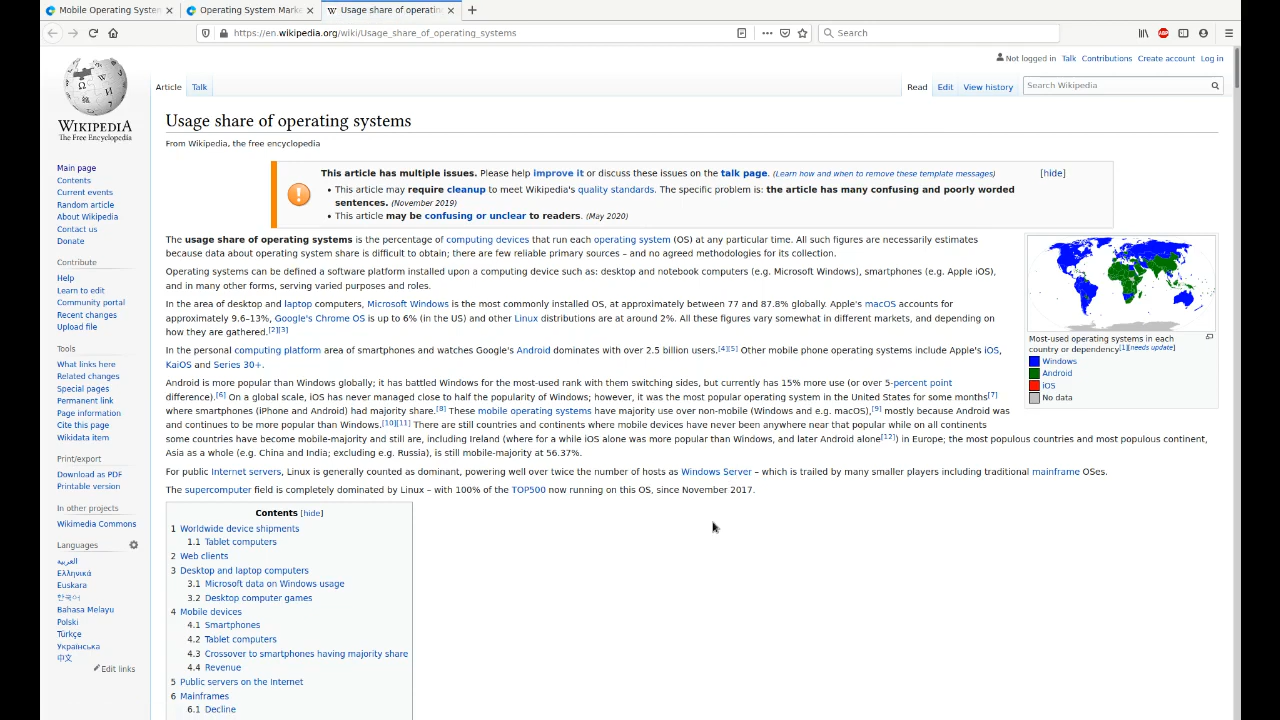 Mobile Operating System
Operating System Marke
Usage share of operatin
https://en.wikipedia.org/wiki/Usage_share_of_operating_systems
Search
Not logged in Talk Contributions Create account Log in
Article Talk
Read Edit View history
Search Wikipedia
WIKIPEDIA
The Free Encyclopedia
Main page
Contents
Current events
Random article
About Wikipedia
Contact us
Donate
Contribute
Help
Learn to edit
Community portal
Recent changes
Upload file
Tools
What links here
Related changes
Special pages
Permanent link
Page information
Cite this page
Wikidata item
Print/export
Download as PDF
Printable version
In other projects
Wikimedia Commons
Languages
العربية
Ελληνικά
Euskara
한국어
Bahasa Melayu
Polski
Türkçe
Українська
中文
Edit links
Usage share of operating systems
From Wikipedia, the free encyclopedia
This article has multiple issues. Please help improve it or discuss these issues on the talk page. (Learn how and when to remove these template messages)
[hide]
• This article may require cleanup to meet Wikipedia's quality standards. The specific problem is: the article has many confusing and poorly worded
sentences. (November 2019)
• This article may be confusing or unclear to readers. (May 2020)
The usage share of operating systems is the percentage of computing devices that run each operating system (OS) at any particular time. All such figures are necessarily estimates
because data about operating system share is difficult to obtain; there are few reliable primary sources – and no agreed methodologies for its collection.
Operating systems can be defined a software platform installed upon a computing device such as: desktop and notebook computers (e.g. Microsoft Windows), smartphones (e.g. Apple iOS),
and in many other forms, serving varied purposes and roles.
In the area of desktop and laptop computers, Microsoft Windows is the most commonly installed OS, at approximately between 77 and 87.8% globally. Apple's macOS accounts for
approximately 9.6–13%, Google's Chrome OS is up to 6% (in the US) and other Linux distributions are at around 2%. All these figures vary somewhat in different markets, and depending on
how they are gathered.[2][3]
In the personal computing platform area of smartphones and watches Google's Android dominates with over 2.5 billion users.[4][5] Other mobile phone operating systems include Apple's iOS,
KaiOS and Series 30+.
Android is more popular than Windows globally; it has battled Windows for the most-used rank with them switching sides, but currently has 15% more use (or over 5-percent point
difference).[6] On a global scale, iOS has never managed close to half the popularity of Windows; however, it was the most popular operating system in the United States for some months[7]
where smartphones (iPhone and Android) had majority share.[8] These mobile operating systems have majority use over non-mobile (Windows and e.g. macOS),[9] mostly because Android was
and continues to be more popular than Windows.[10][11] There are still countries and continents where mobile devices have never been anywhere near that popular while on all continents
some countries have become mobile-majority and still are, including Ireland (where for a while iOS alone was more popular than Windows, and later Android alone[12]) in Europe; the most populous countries and most populous continent,
Asia as a whole (e.g. China and India; excluding e.g. Russia), is still mobile-majority at 56.37%.
For public Internet servers, Linux is generally counted as dominant, powering well over twice the number of hosts as Windows Server – which is trailed by many smaller players including traditional mainframe OSes.
The supercomputer field is completely dominated by Linux – with 100% of the TOP500 now running on this OS, since November 2017.
Most-used operating systems in each
country or dependency[1][needs update]
Windows
Android
iOS
No data
Contents [hide]
1 Worldwide device shipments
1.1 Tablet computers
2 Web clients
3 Desktop and laptop computers
3.1 Microsoft data on Windows usage
3.2 Desktop computer games
4 Mobile devices
4.1 Smartphones
4.2 Tablet computers
4.3 Crossover to smartphones having majority share
4.4 Revenue
5 Public servers on the Internet
6 Mainframes
6.1 Decline